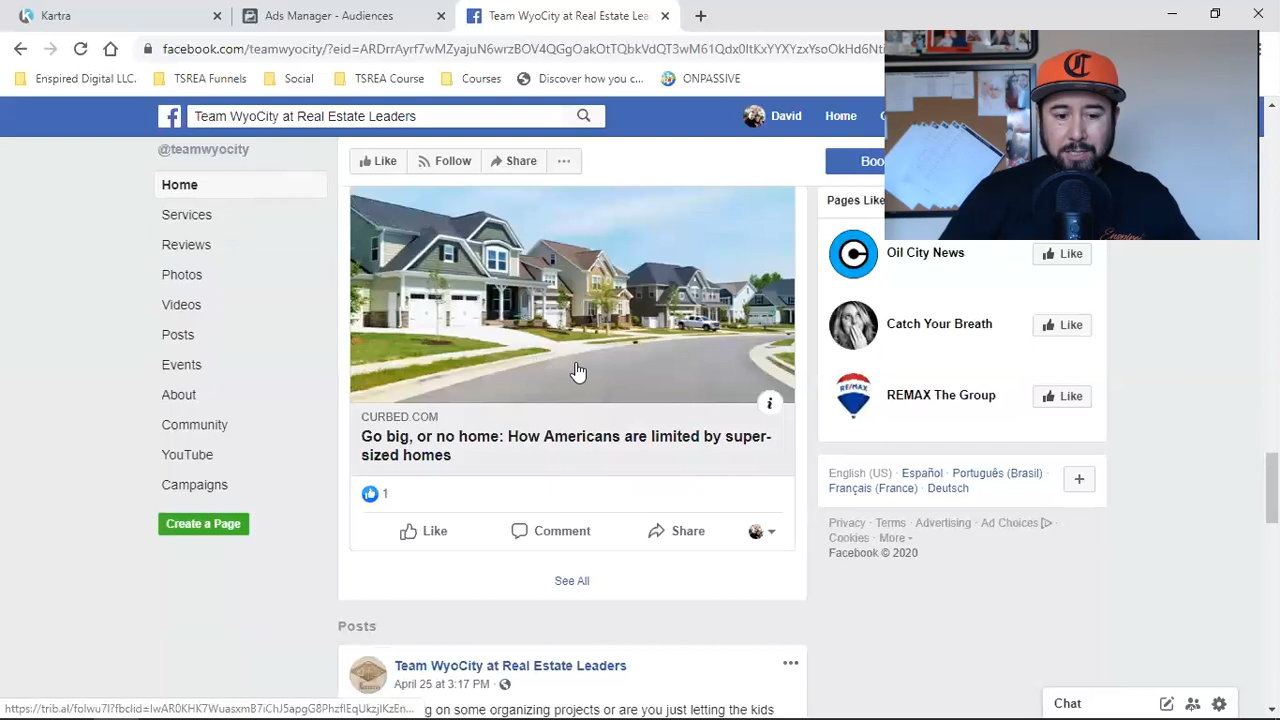 Kartra
Ads Manager - Audiences
Team WyoCity at Real Estate Lea
Enspired Digital LLC.
TSREA Funnels
Social
TSREA Course
Courses
Discover how you c...
ONPASSIVE
Team WyoCity at Real Estate Leaders
David
Home
@teamwyocity
Like
Follow
Share
Boo
Home
Services
Reviews
Photos
Videos
Posts
Events
About
Community
YouTube
Campaigns
Create a Page
CURBED.COM
Go big, or no home: How Americans are limited by super-
sized homes
1
Like
Comment
Share
See All
Posts
Team WyoCity at Real Estate Leaders
April 25 at 3:17 PM
g on some organizing projects or are you just letting the kids
Pages Like
Oil City News
Like
Catch Your Breath
Like
RE/MAX
REMAX The Group
Like
English (US) · Español · Português (Brasil) ·
Français (France) · Deutsch
Privacy · Terms · Advertising · Ad Choices ·
Cookies · More
Facebook © 2020
Chat